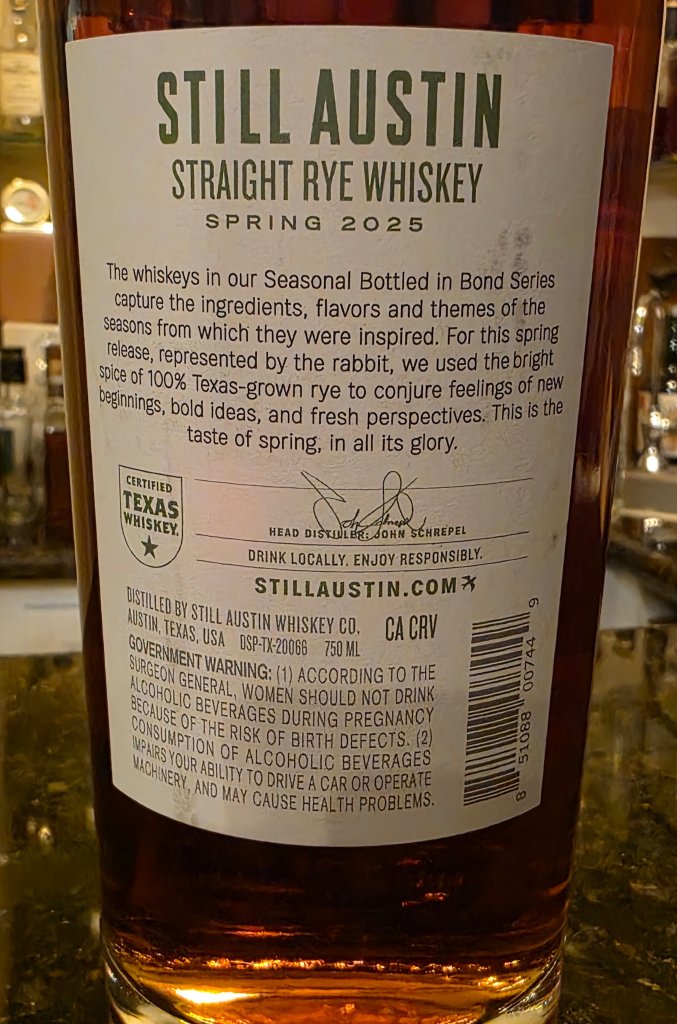 STILL AUSTIN
STRAIGHT RYE WHISKEY
SPRING 2025
The whiskeys in our Seasonal Bottled in Bond Series
capture the ingredients, flavors and themes of the
seasons from which they were inspired. For this spring
release, represented by the rabbit, we used the bright
spice of 100% Texas-grown rye to conjure feelings of new
beginnings, bold ideas, and fresh perspectives. This is the
taste of spring, in all its glory.
CERTIFIED
TEXAS
WHISKEY.
John Schrepel
HEAD DISTILLER: JOHN SCHREPEL
DRINK LOCALLY. ENJOY RESPONSIBLY.
STILLAUSTIN.COM
DISTILLED BY STILL AUSTIN WHISKEY CO.
AUSTIN, TEXAS, USA DSP-TX-20066 750 ML
CA CRV
GOVERNMENT WARNING: (1) ACCORDING TO THE
SURGEON GENERAL, WOMEN SHOULD NOT DRINK
ALCOHOLIC BEVERAGES DURING PREGNANCY
BECAUSE OF THE RISK OF BIRTH DEFECTS. (2)
CONSUMPTION OF ALCOHOLIC BEVERAGES
IMPAIRS YOUR ABILITY TO DRIVE A CAR OR OPERATE
MACHINERY, AND MAY CAUSE HEALTH PROBLEMS.
8 51088 00744 9